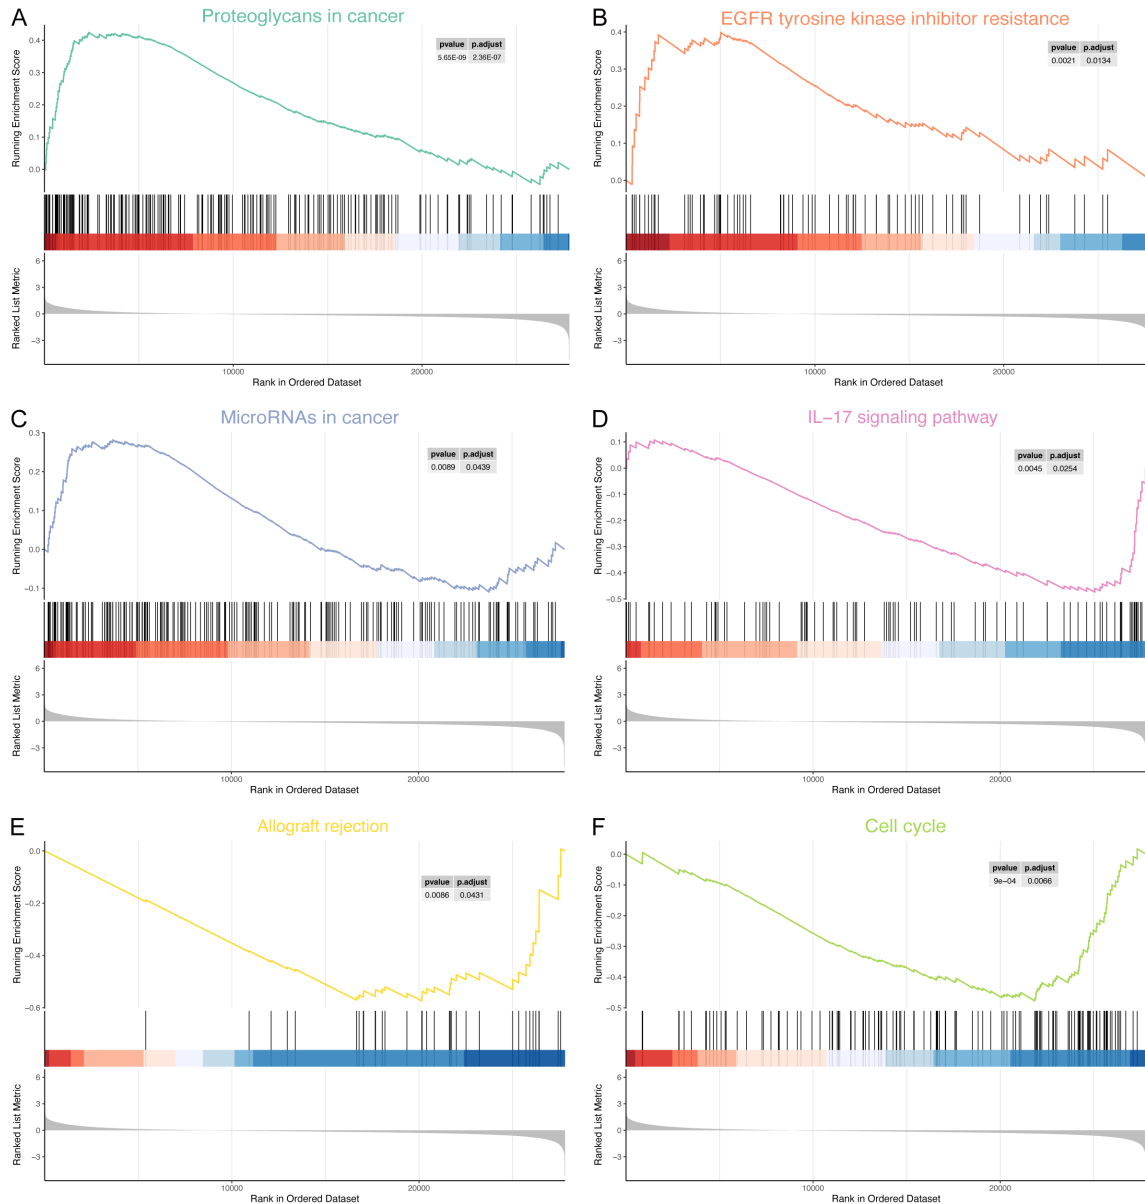 A
Proteoglycans in cancer
pvalue p.adjust
5.65E-09 2.36E-07
Running Enrichment Score
0.4
0.3
0.2
0.1
0.0
Ranked List Metric
6
3
0
−3
10000 20000
Rank in Ordered Dataset
B
EGFR tyrosine kinase inhibitor resistance
pvalue p.adjust
0.0021 0.0134
Running Enrichment Score
0.4
0.3
0.2
0.1
0.0
Ranked List Metric
6
3
0
−3
10000 20000
Rank in Ordered Dataset
C
MicroRNAs in cancer
pvalue p.adjust
0.0089 0.0439
Running Enrichment Score
0.3
0.2
0.1
0.0
−0.1
Ranked List Metric
6
3
0
−3
10000 20000
Rank in Ordered Dataset
D
IL−17 signaling pathway
pvalue p.adjust
0.0045 0.0254
Running Enrichment Score
0.1
0.0
−0.1
−0.2
−0.3
−0.4
−0.5
Ranked List Metric
6
3
0
−3
10000 20000
Rank in Ordered Dataset
E
Allograft rejection
pvalue p.adjust
0.0086 0.0431
Running Enrichment Score
0.0
−0.2
−0.4
−0.6
Ranked List Metric
6
3
0
−3
10000 20000
Rank in Ordered Dataset
F
Cell cycle
pvalue p.adjust
9e−04 0.0066
Running Enrichment Score
0.0
−0.1
−0.2
−0.3
−0.4
−0.5
Ranked List Metric
6
3
0
−3
10000 20000
Rank in Ordered Dataset